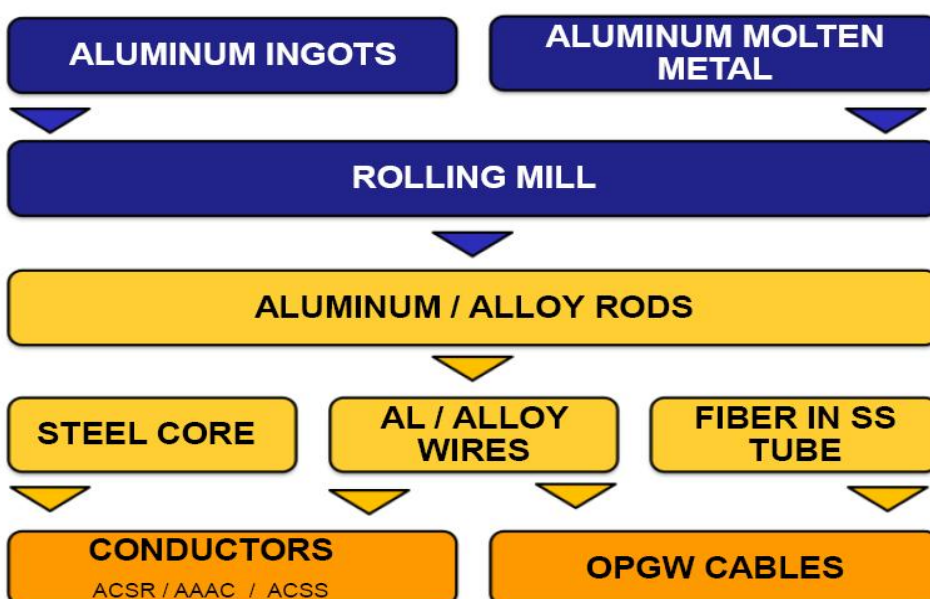 ALUMINUM INGOTS
ALUMINUM MOLTEN
METAL
ROLLING MILL
ALUMINUM / ALLOY RODS
STEEL CORE
AL / ALLOY
WIRES
FIBER IN SS
TUBE
CONDUCTORS
ACSR / AAAC / ACSS
OPGW CABLES